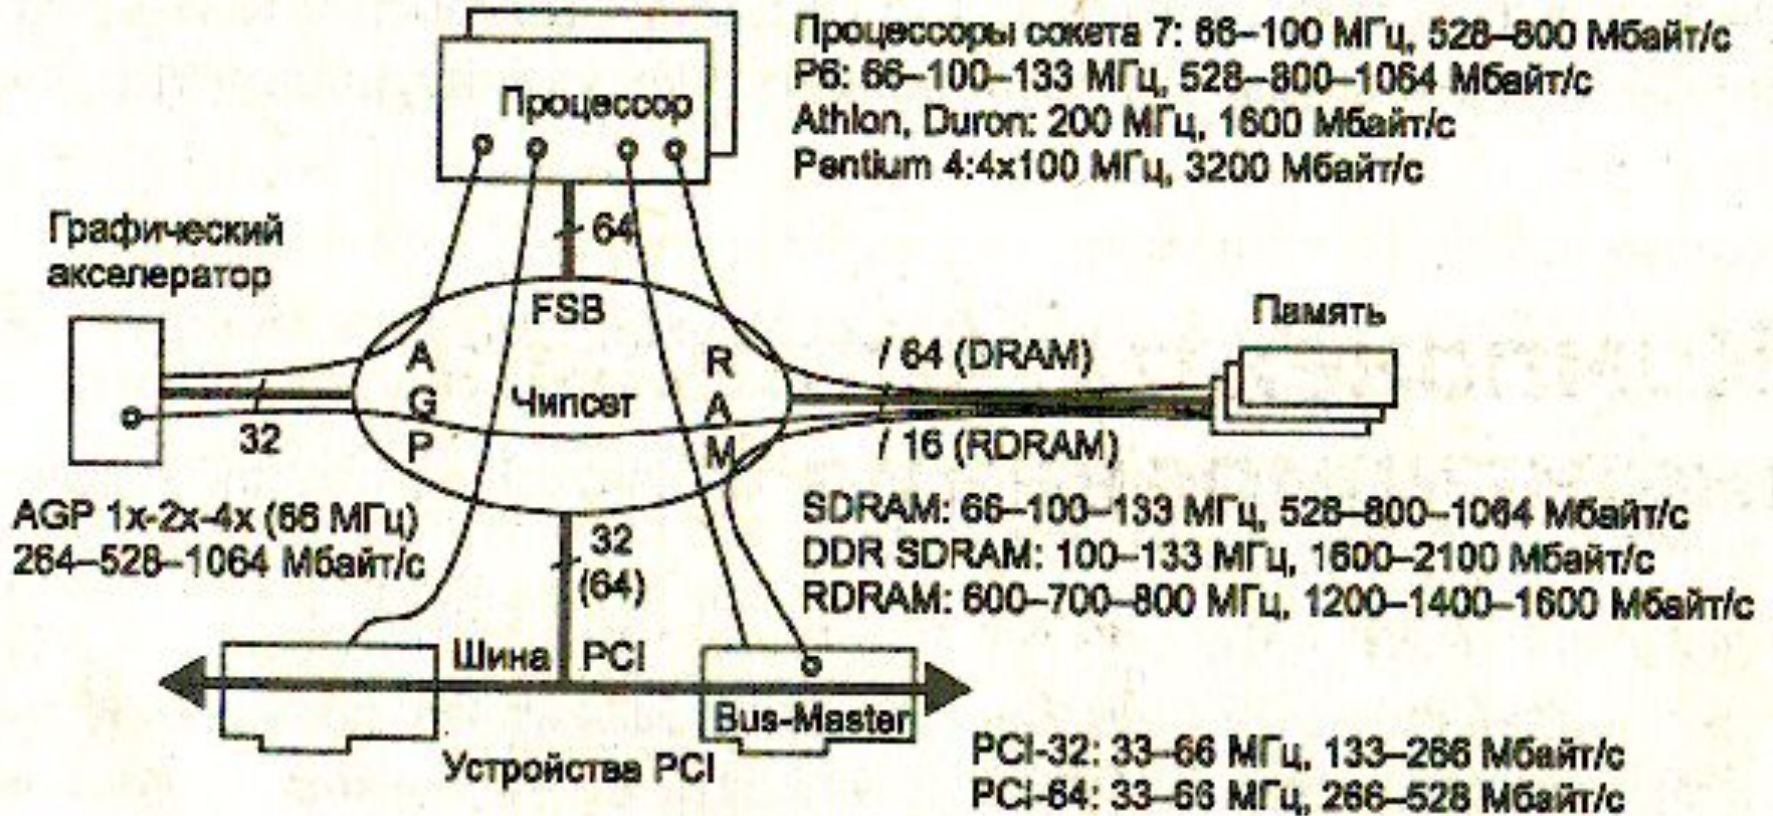 Процессоры сокета 7: 66–100 МГц, 528–800 Мбайт/с
P6: 66–100–133 МГц, 528–800–1064 Мбайт/с
Athlon, Duron: 200 МГц, 1600 Мбайт/с
Pentium 4:4x100 МГц, 3200 Мбайт/с
Процессор
64
Графический
акселератор
FSB
Память
A
G
P
Чипсет
R
A
M
/ 64 (DRAM)
32
/ 16 (RDRAM)
AGP 1x-2x-4x (66 МГц)
264–528–1064 Мбайт/с
32
(64)
SDRAM: 66–100–133 МГц, 528–800–1064 Мбайт/с
DDR SDRAM: 100–133 МГц, 1600–2100 Мбайт/с
RDRAM: 600–700–800 МГц, 1200–1400–1600 Мбайт/с
Шина PCI
Bus-Master
Устройства PCI
PCI-32: 33–66 МГц, 133–266 Мбайт/с
PCI-64: 33–66 МГц, 266–528 Мбайт/с